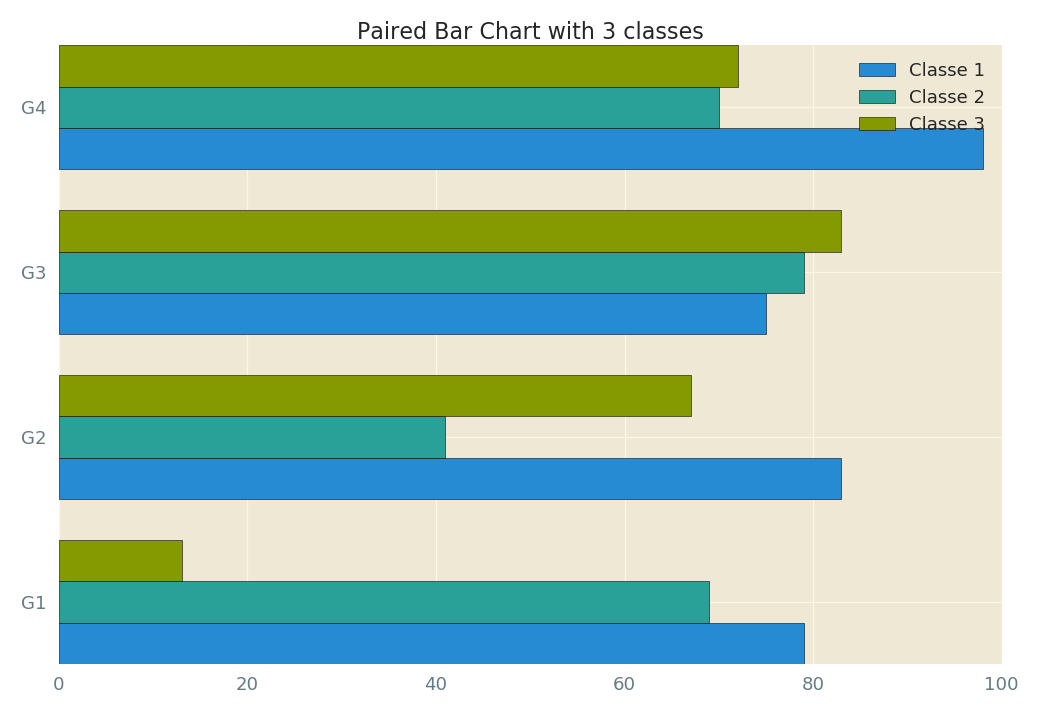 Paired Bar Chart with 3 classes
Classe 1
Classe 2
Classe 3
G4
G3
G2
G1
0 20 40 60 80 100